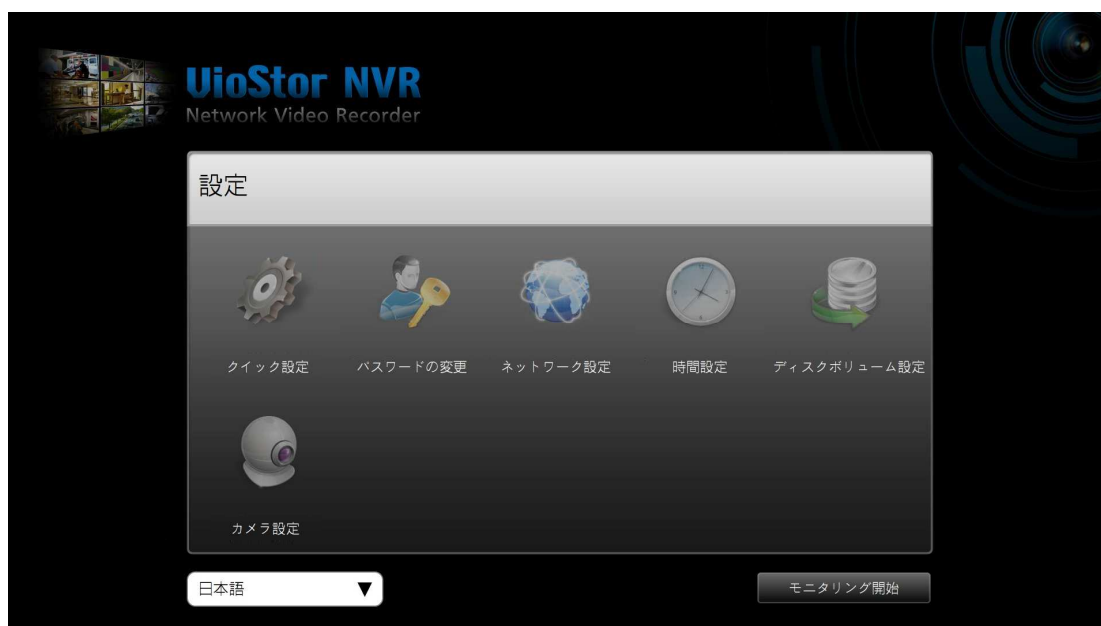 VioStor NVR
Network Video Recorder
設定
クイック設定
パスワードの変更
ネットワーク設定
時間設定
ディスクボリューム設定
カメラ設定
日本語 ▼
モニタリング開始